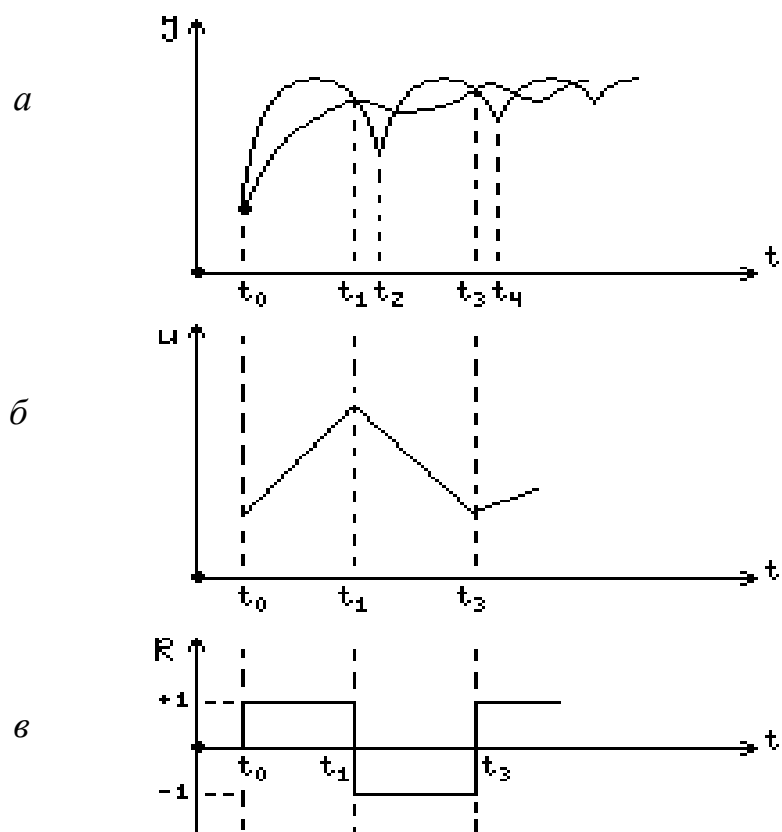 y
а
t
t₀ t₁ t₂ t₃ t₄
u
б
t
t₀ t₁ t₃
R
+1
в
t
t₀ t₁ t₃
-1